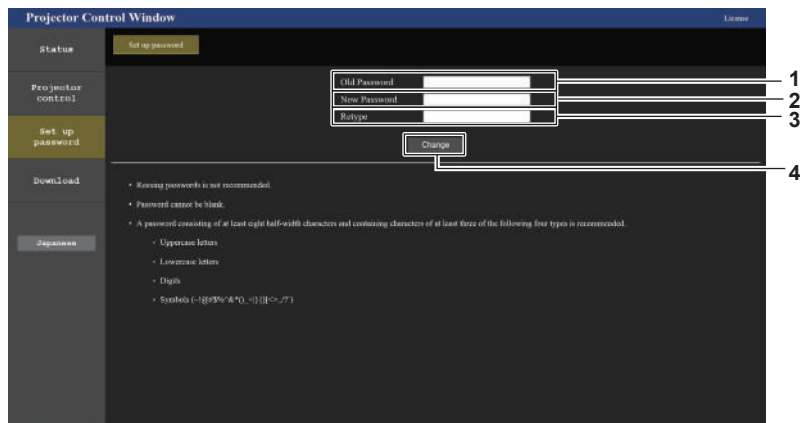 Projector Control Window
License
Status
Set up password
Projector
control
Set up
password
Download
Japanese
Old Password
New Password
Retype
Change
1
2
3
4
• Reusing passwords is not recommended.
• Password cannot be blank.
• A password consisting of at least eight half-width characters and containing characters of at least three of the following four types is recommended.
◦ Uppercase letters
◦ Lowercase letters
◦ Digits
◦ Symbols